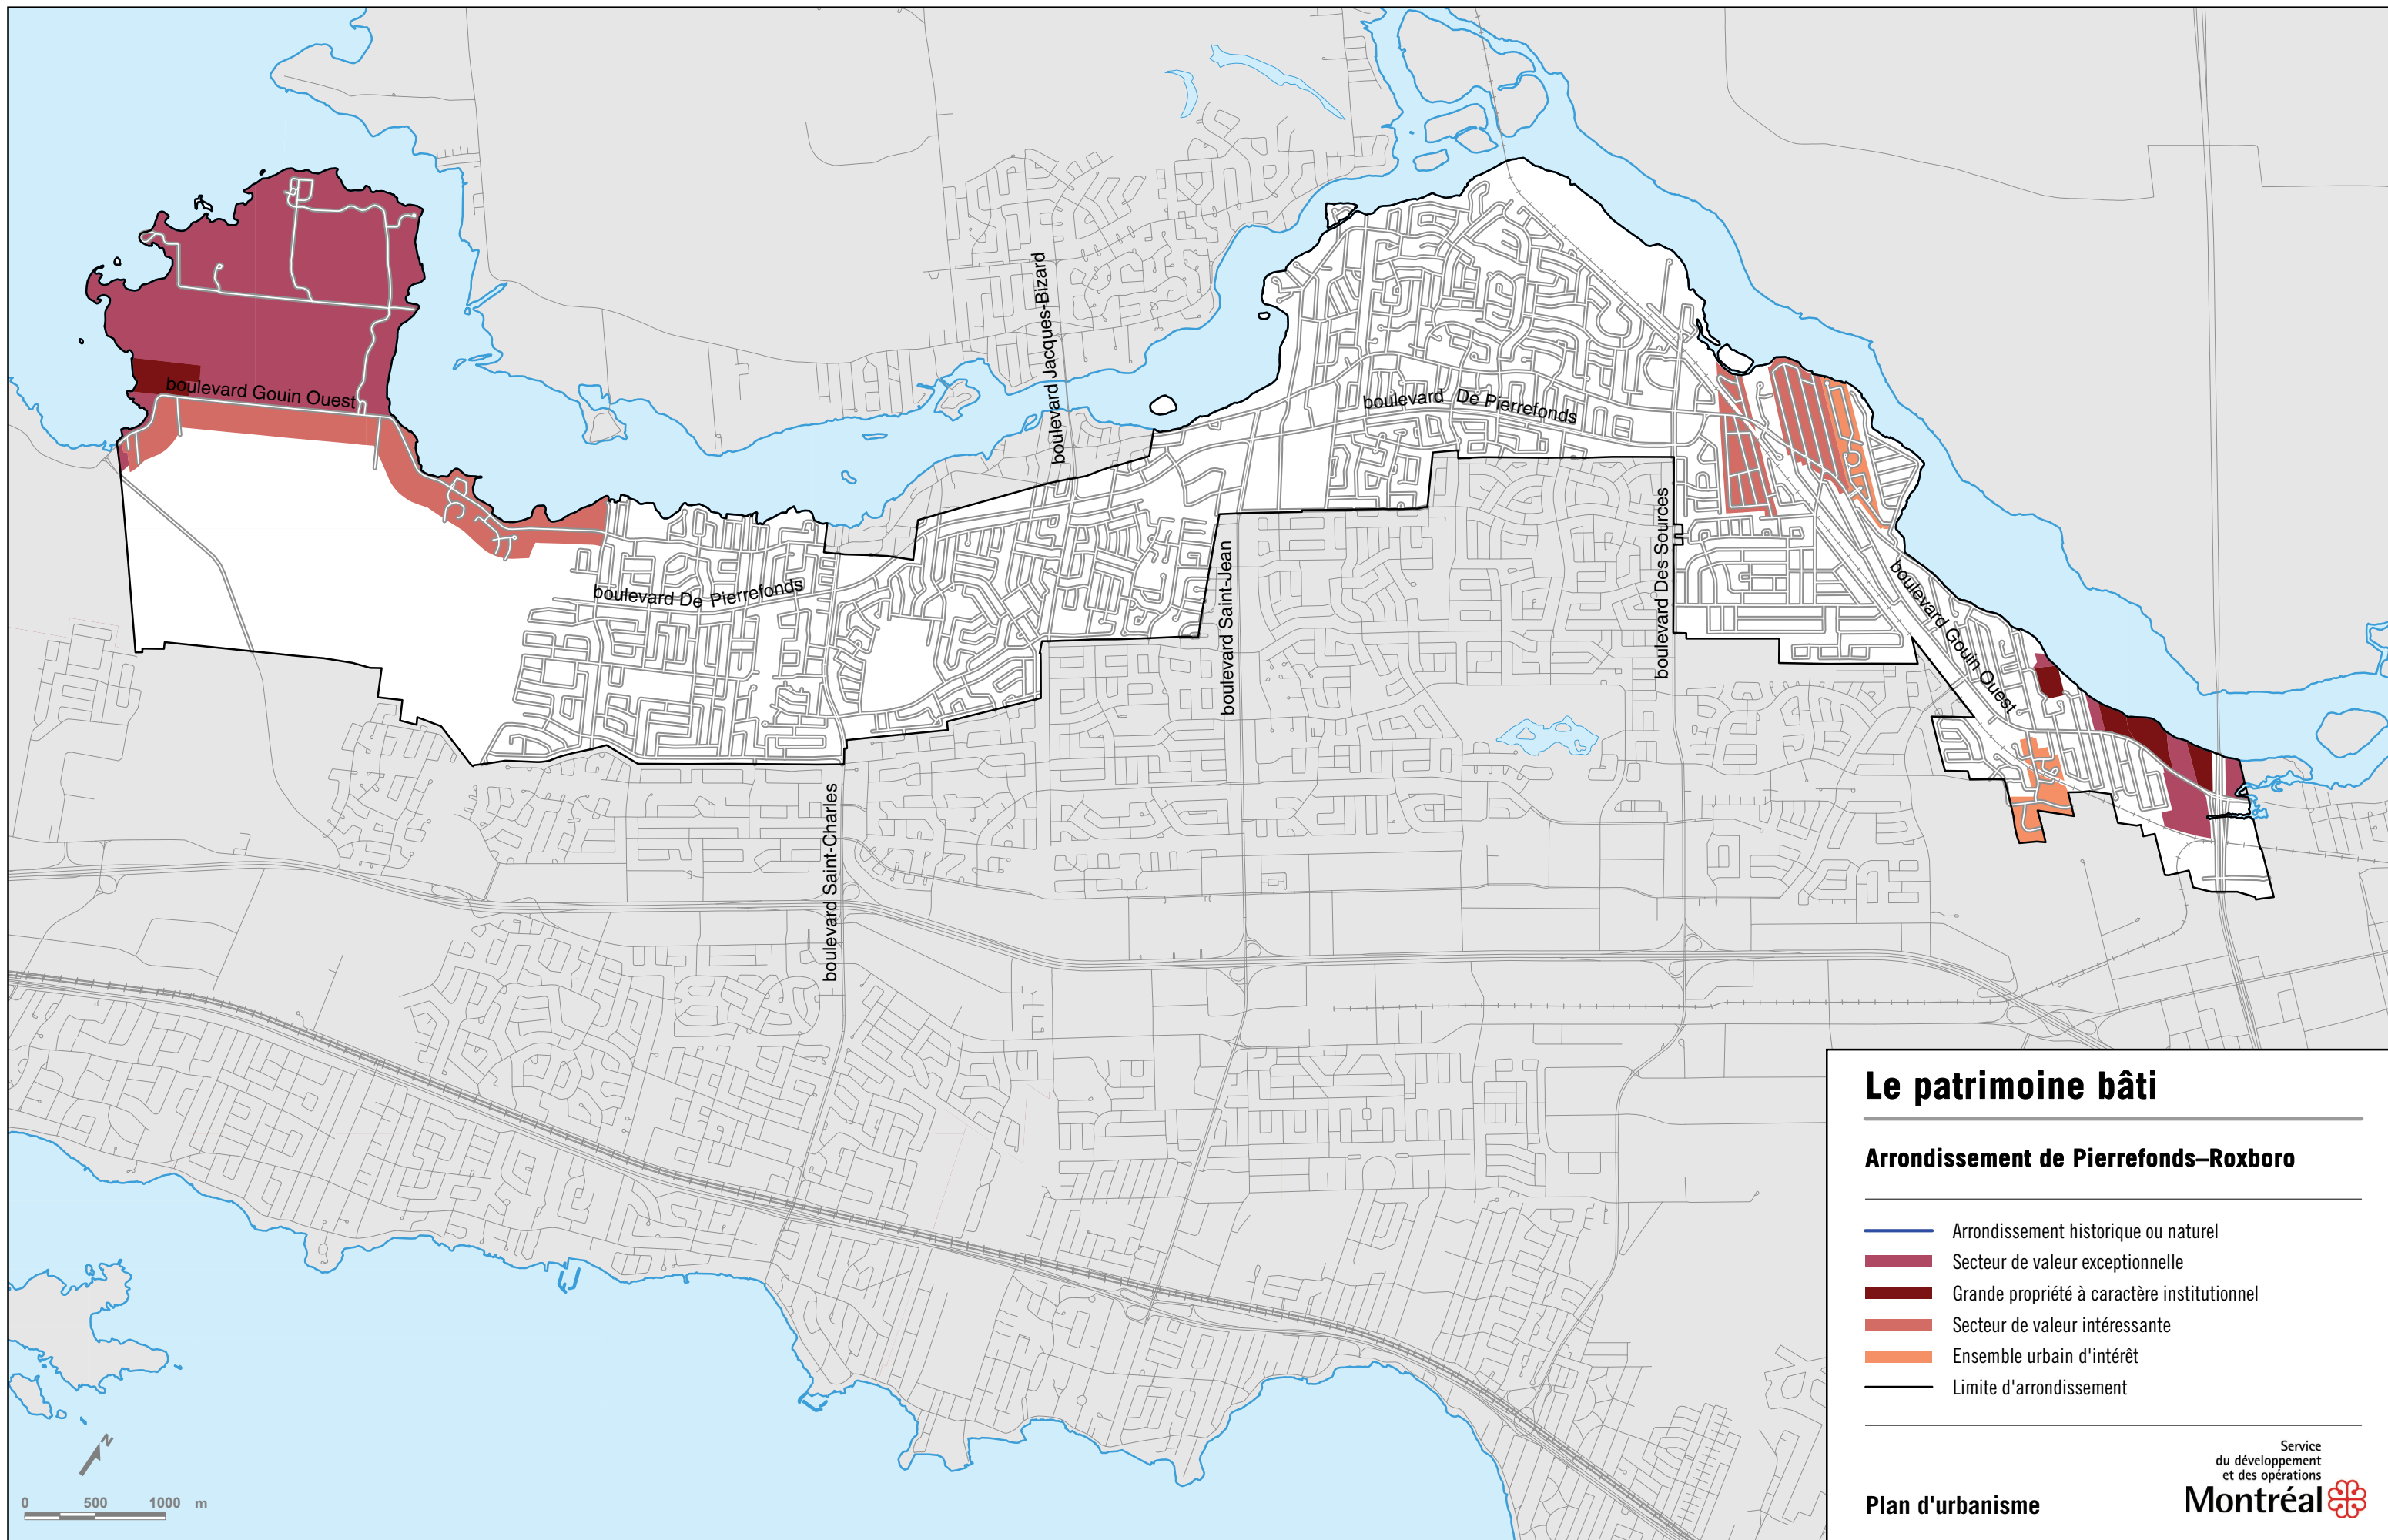 boulevard Jacques-Bizard
boulevard Gouin Ouest
boulevard De Pierrefonds
boulevard De Pierrefonds
boulevard Saint-Jean
boulevard Des Sources
boulevard Gouin Ouest
boulevard Saint-Charles
Le patrimoine bâti
Arrondissement de Pierrefonds–Roxboro
Arrondissement historique ou naturel
Secteur de valeur exceptionnelle
Grande propriété à caractère institutionnel
Secteur de valeur intéressante
Ensemble urbain d'intérêt
Limite d'arrondissement
N
0 500 1000 m
Service
du développement
et des opérations
Plan d'urbanisme
Montréal